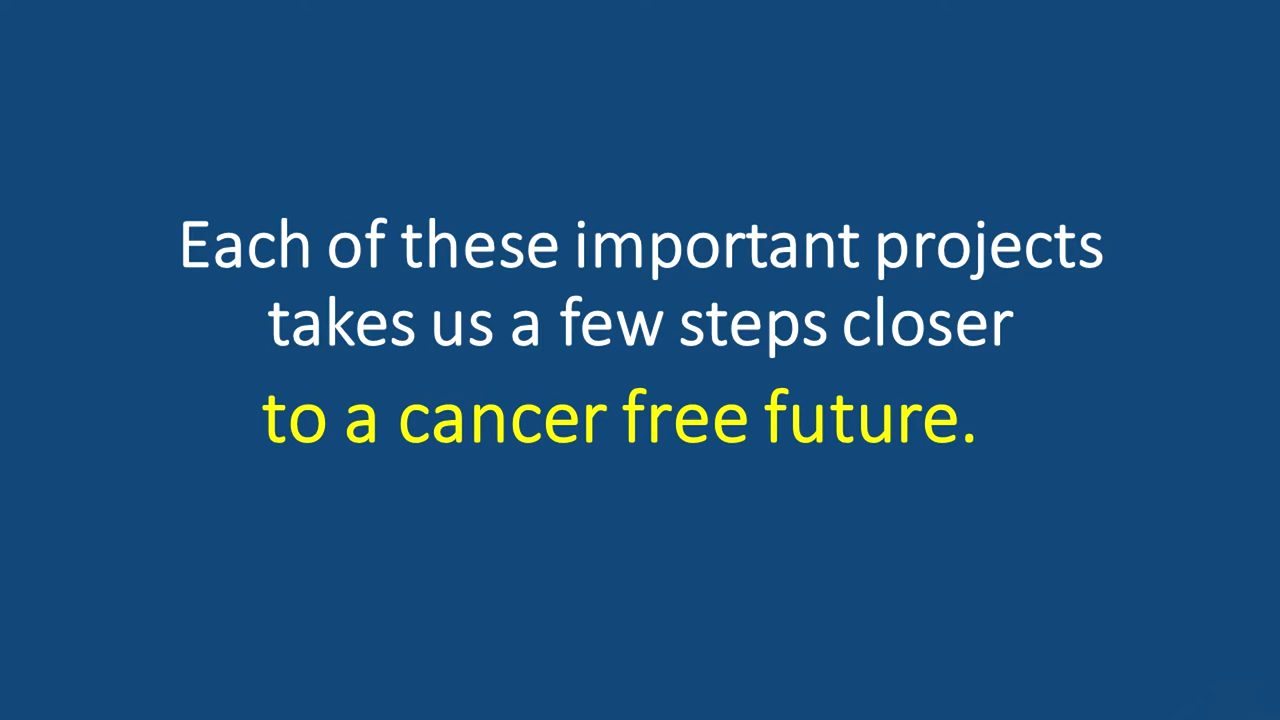 Each of these important projects
takes us a few steps closer
to a cancer free future.